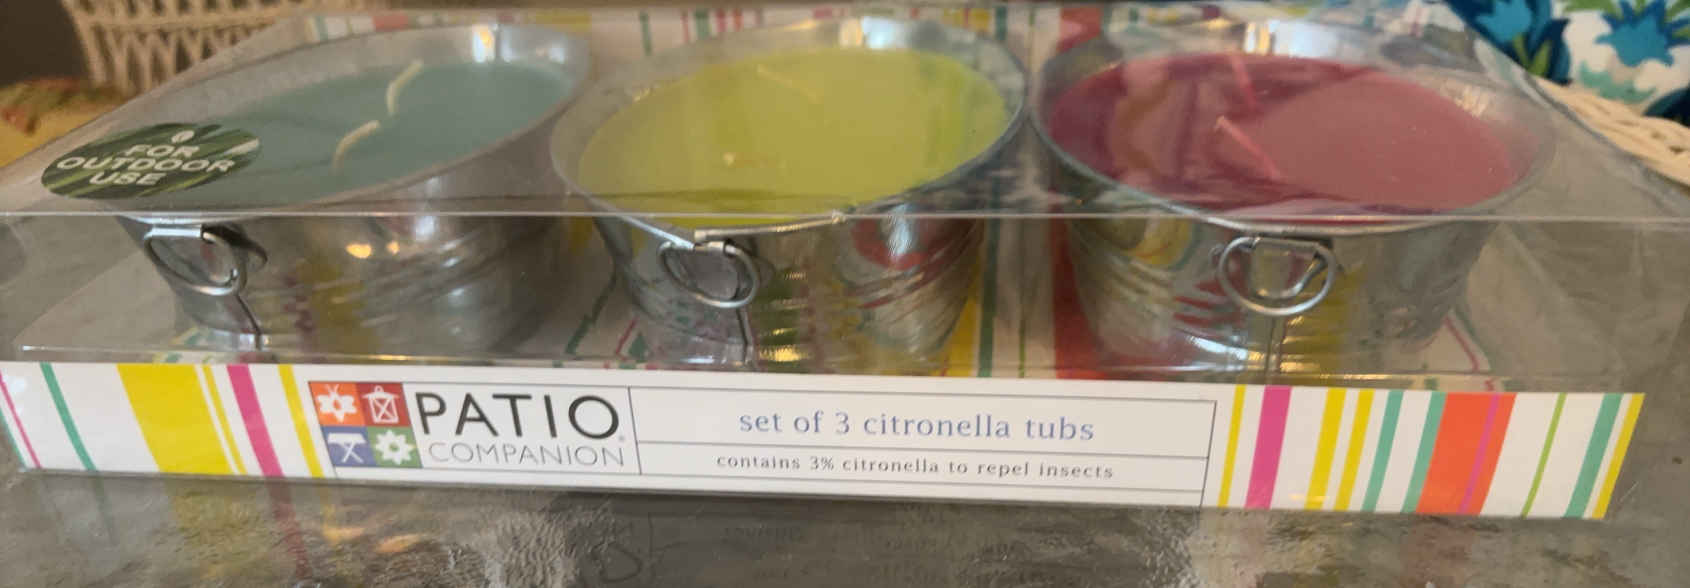 FOR
OUTDOOR
USE
PATIO
COMPANION
set of 3 citronella tubs
contains 3% citronella to repel insects